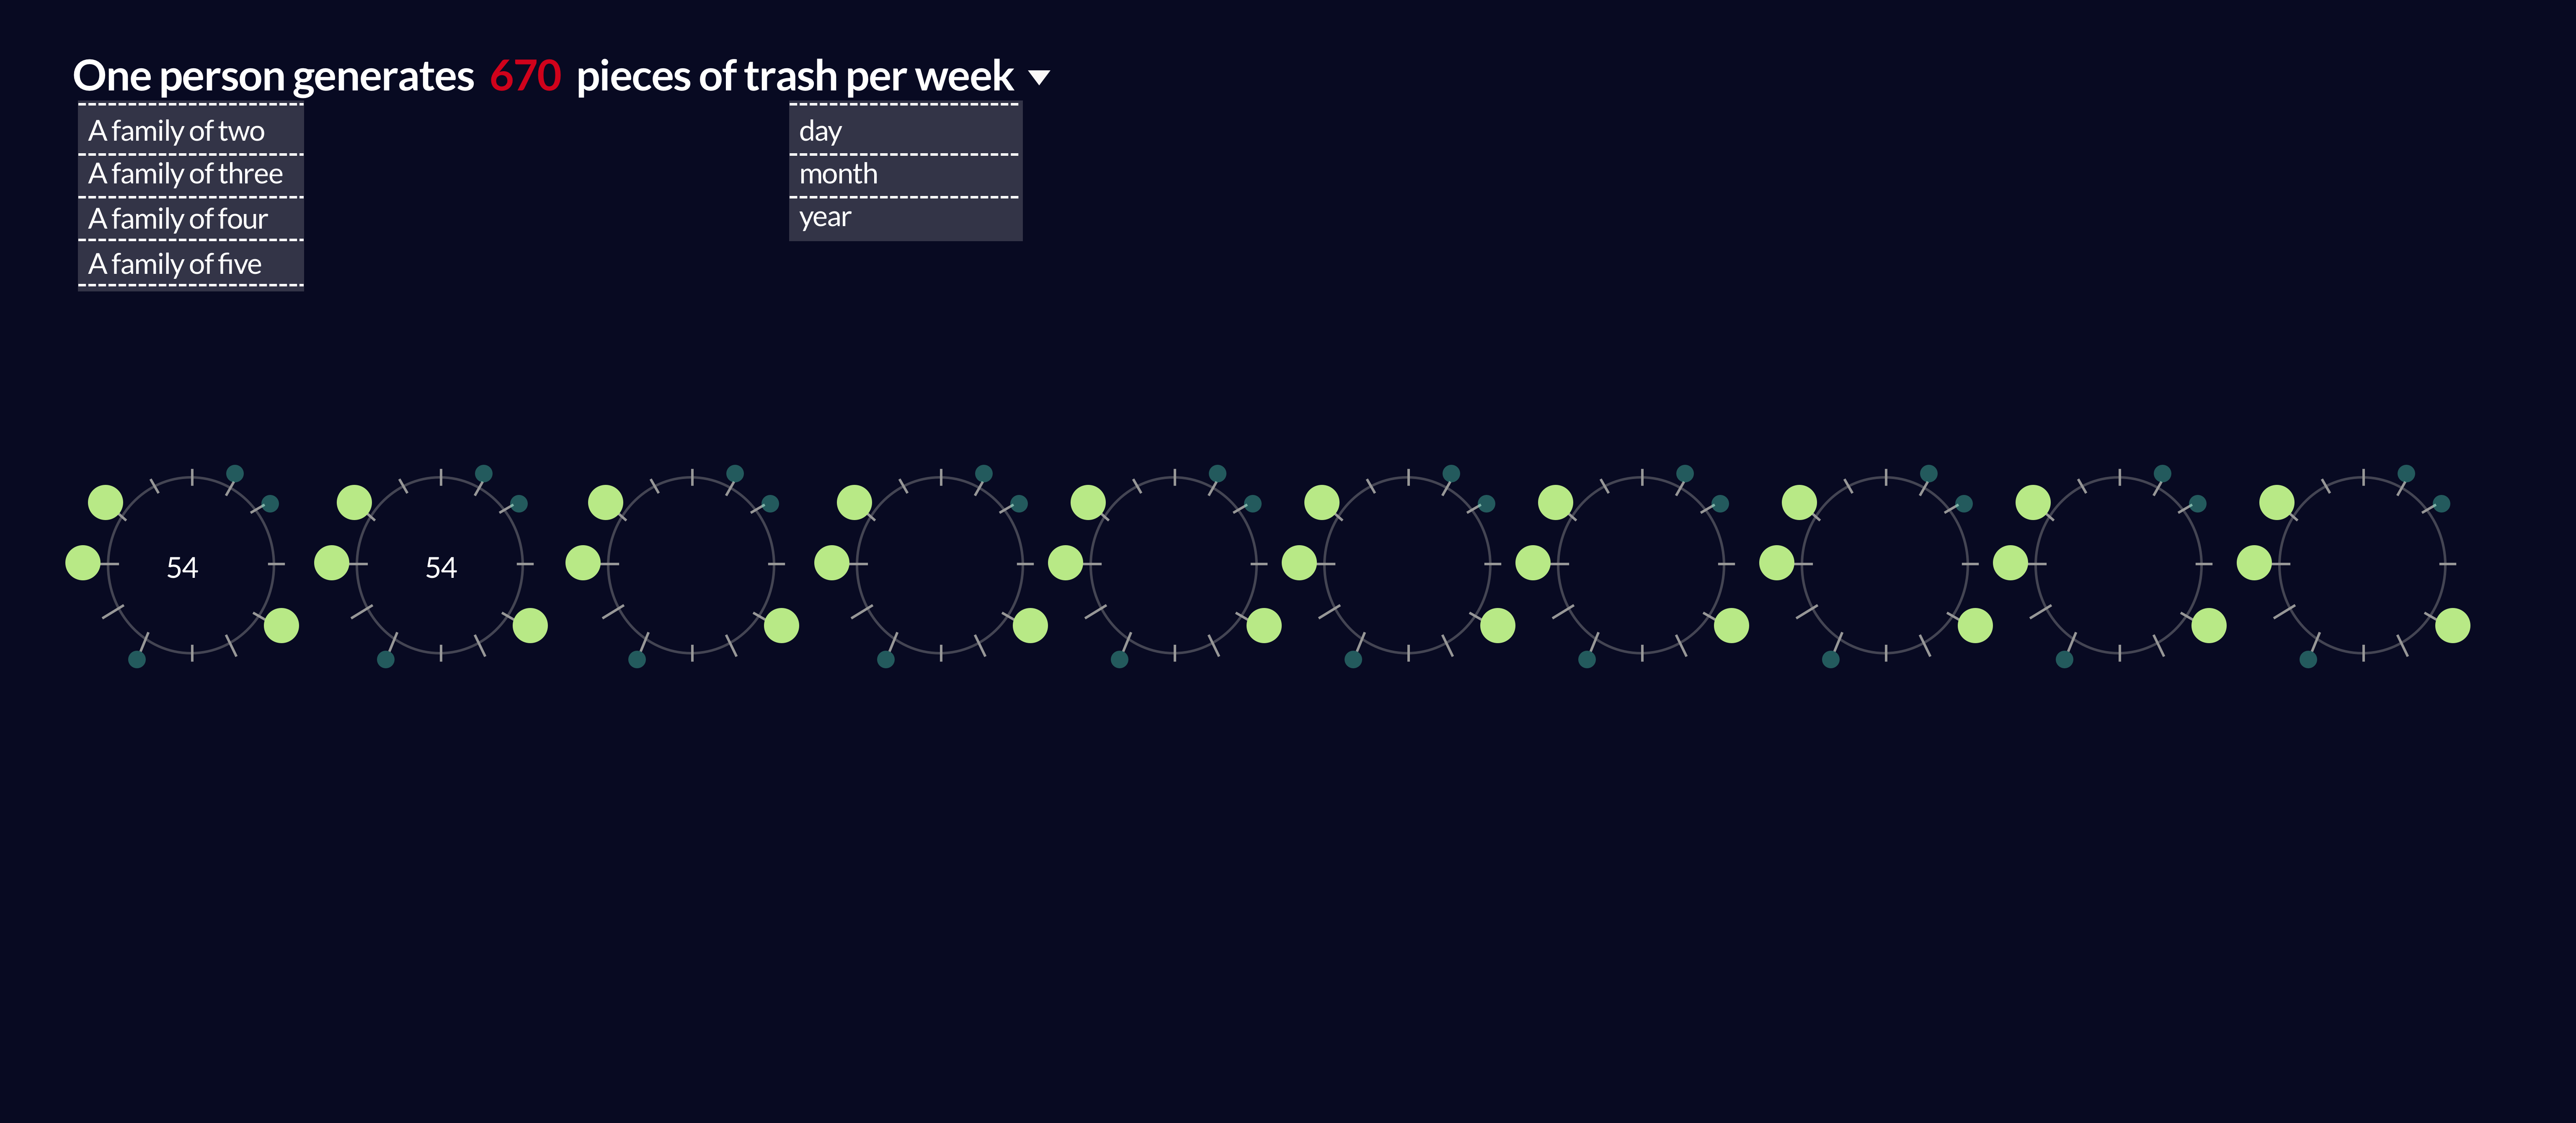 One person generates 670 pieces of trash per week
A family of two
A family of three
A family of four
A family of five
day
month
year
54
54